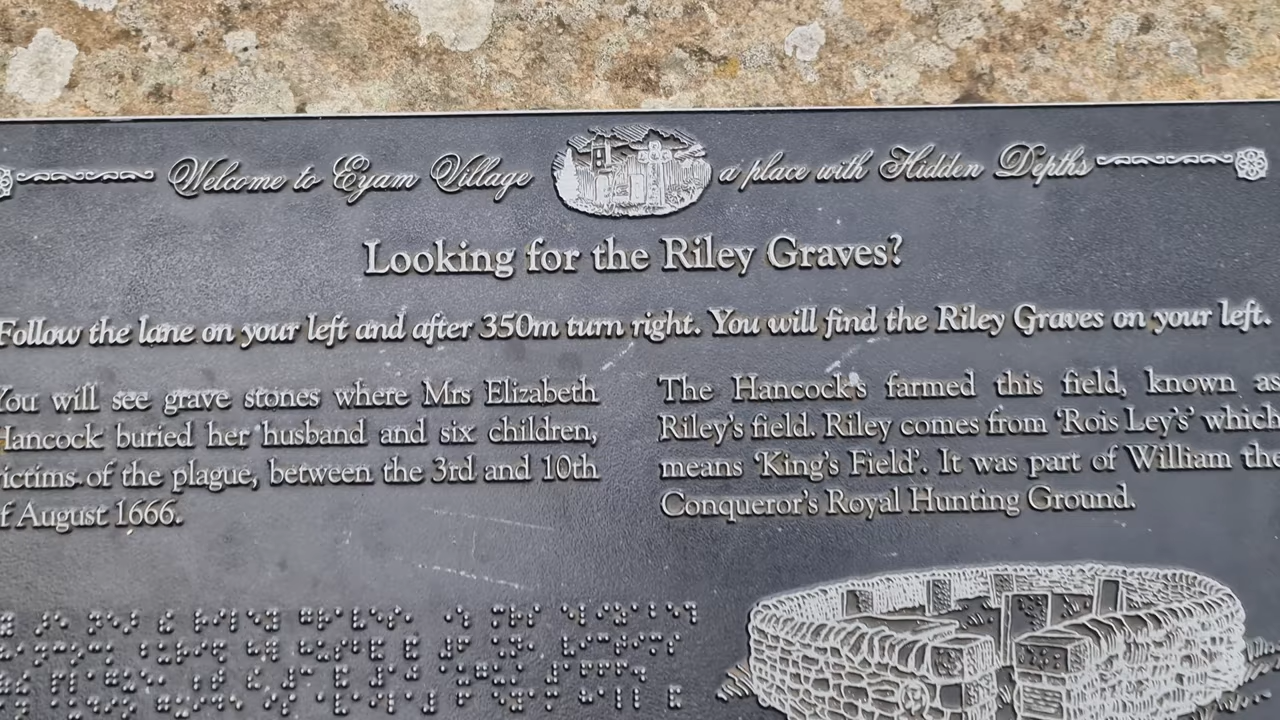 Welcome to Eyam Village a place with Hidden Depths
Looking for the Riley Graves?
Follow the lane on your left and after 350m turn right. You will find the Riley Graves on your left.
You will see grave stones where Mrs Elizabeth
Hancock buried her husband and six children,
victims of the plague, between the 3rd and 10th
of August 1666.
The Hancock's farmed this field, known as
Riley's field. Riley comes from 'Rois Ley's' which
means 'King's Field'. It was part of William the
Conqueror's Royal Hunting Ground.